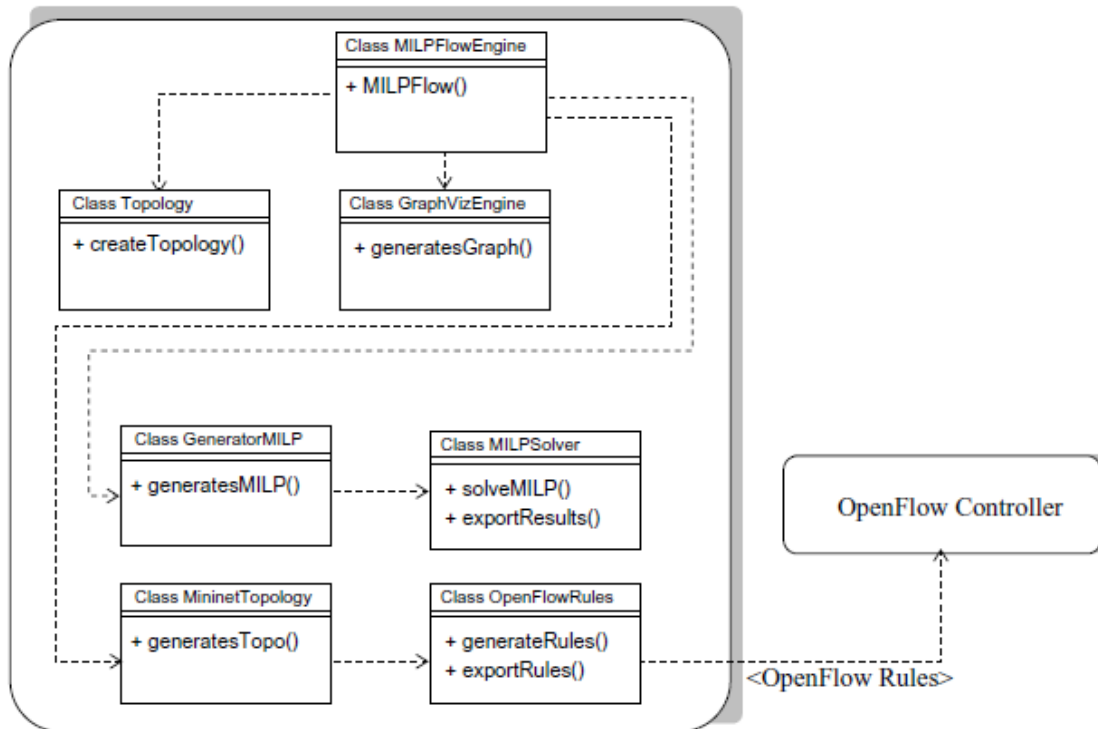 Class MILPFlowEngine
+ MILPFlow()
Class Topology
+ createTopology()
Class GraphVizEngine
+ generatesGraph()
Class GeneratorMILP
+ generatesMILP()
Class MILPSolver
+ solveMILP()
+ exportResults()
OpenFlow Controller
Class MininetTopology
+ generatesTopo()
Class OpenFlowRules
+ generateRules()
+ exportRules()
<OpenFlow Rules>